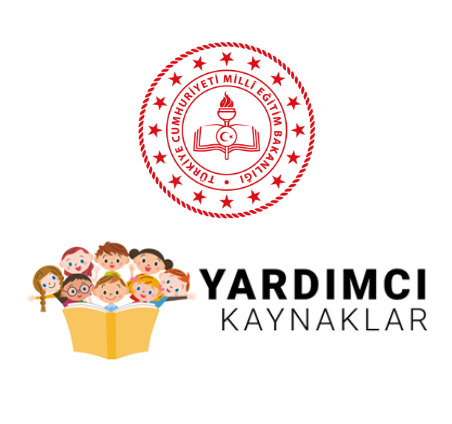 TÜRKİYE CUMHURİYETİ MİLLÎ EĞİTİM BAKANLIĞI
YARDIMCI
KAYNAKLAR